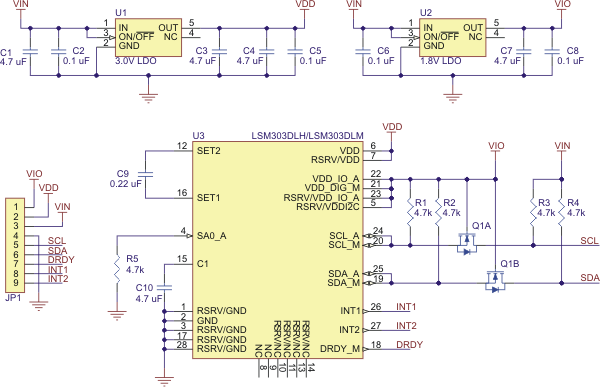 VIN
U1
VDD
VIN
U2
VIO
1 IN OUT 5
3 ON/OFF NC 4
2 GND
3.0V LDO
C1
4.7 uF
C2
0.1 uF
C3
4.7 uF
C4
4.7 uF
C5
0.1 uF
1 IN OUT 5
3 ON/OFF NC 4
2 GND
1.8V LDO
C6
0.1 uF
C7
4.7 uF
C8
0.1 uF
U3
LSM303DLH/LSM303DLM
VDD
12 SET2
VDD 6
RSRV/VDD 7
C9
0.22 uF
16 SET1
VDD_IO_A 22
VDD_DIG_M 21
RSRV/VDD_IO_A 23
RSRV/VDDI2C 5
4 SA0_A
SCL_A 24
SCL_M 20
15 C1
SDA_A 25
SDA_M 19
R5
4.7k
C10
4.7 uF
1 RSRV/GND
2 GND
3 RSRV/GND
17 RSRV/GND
28 RSRV/GND
INT1 26 INT1
INT2 27 INT2
DRDY_M 18 DRDY
NC NC RSRV/NC RSRV/NC RSRV/NC RSRV/NC
8 9 10 11 13 14
VIO
VDD
VIN
1
2
3
4
5 SCL
6 SDA
7 DRDY
8 INT1
9 INT2
JP1
VIO
VIN
R1
4.7k
R2
4.7k
Q1A
R3
4.7k
R4
4.7k
SCL
Q1B
SDA